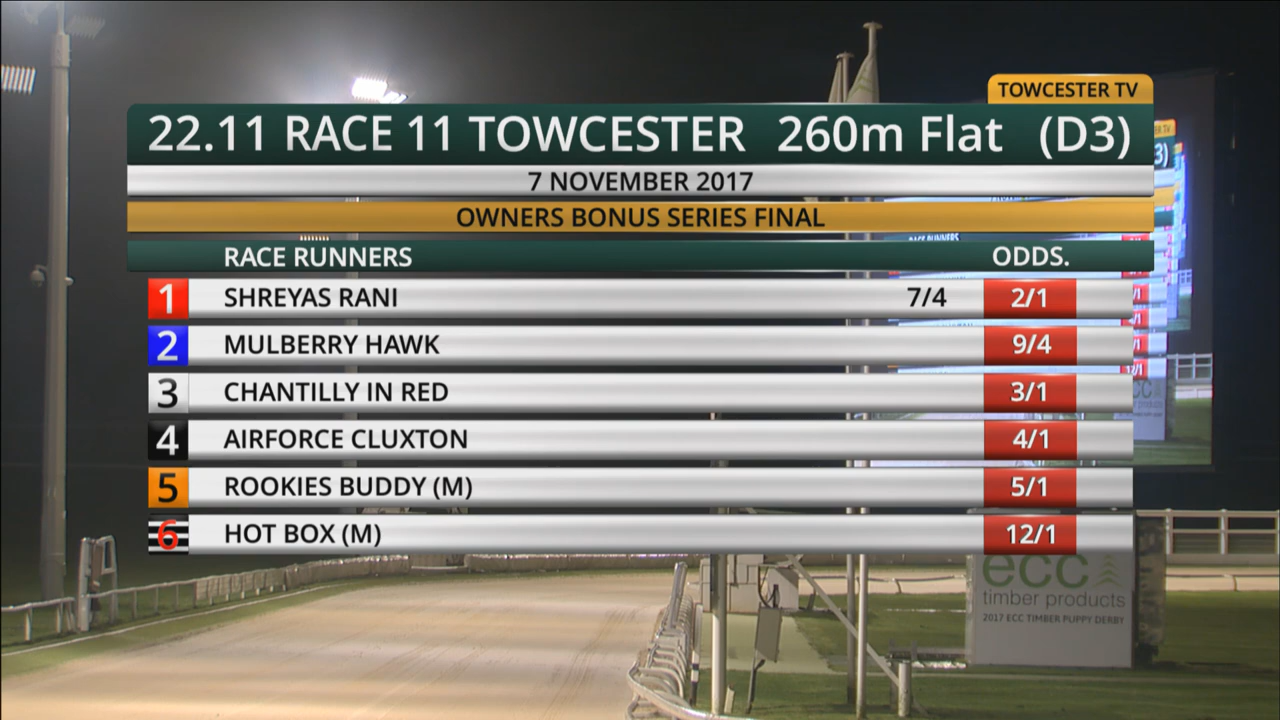 TOWCESTER TV
22.11 RACE 11 TOWCESTER 260m Flat (D3)
7 NOVEMBER 2017
OWNERS BONUS SERIES FINAL
RACE RUNNERS ODDS.
1 SHREYAS RANI 7/4 2/1
2 MULBERRY HAWK 9/4
3 CHANTILLY IN RED 3/1
4 AIRFORCE CLUXTON 4/1
5 ROOKIES BUDDY (M) 5/1
6 HOT BOX (M) 12/1
ecc
timber products
2017 ECC TIMBER PUPPY DERBY